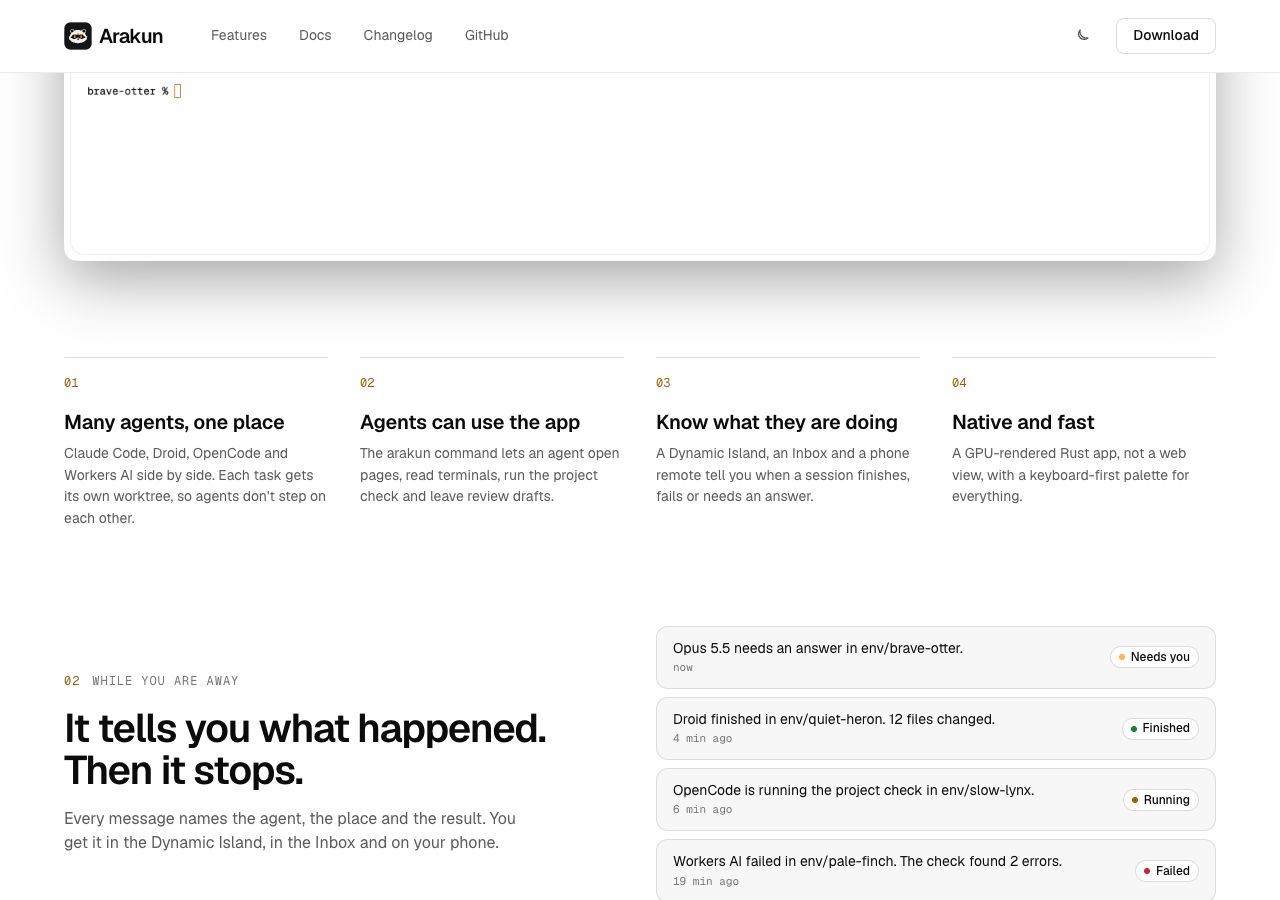 Arakun
Features
Docs
Changelog
GitHub
Download
brave-otter %
01
Many agents, one place
Claude Code, Droid, OpenCode and
Workers AI side by side. Each task gets
its own worktree, so agents don't step on
each other.
02
Agents can use the app
The arakun command lets an agent open
pages, read terminals, run the project
check and leave review drafts.
03
Know what they are doing
A Dynamic Island, an Inbox and a phone
remote tell you when a session finishes,
fails or needs an answer.
04
Native and fast
A GPU-rendered Rust app, not a web
view, with a keyboard-first palette for
everything.
02 WHILE YOU ARE AWAY
It tells you what happened.
Then it stops.
Every message names the agent, the place and the result. You
get it in the Dynamic Island, in the Inbox and on your phone.
Opus 5.5 needs an answer in env/brave-otter.
now
Needs you
Droid finished in env/quiet-heron. 12 files changed.
4 min ago
Finished
OpenCode is running the project check in env/slow-lynx.
6 min ago
Running
Workers AI failed in env/pale-finch. The check found 2 errors.
19 min ago
Failed